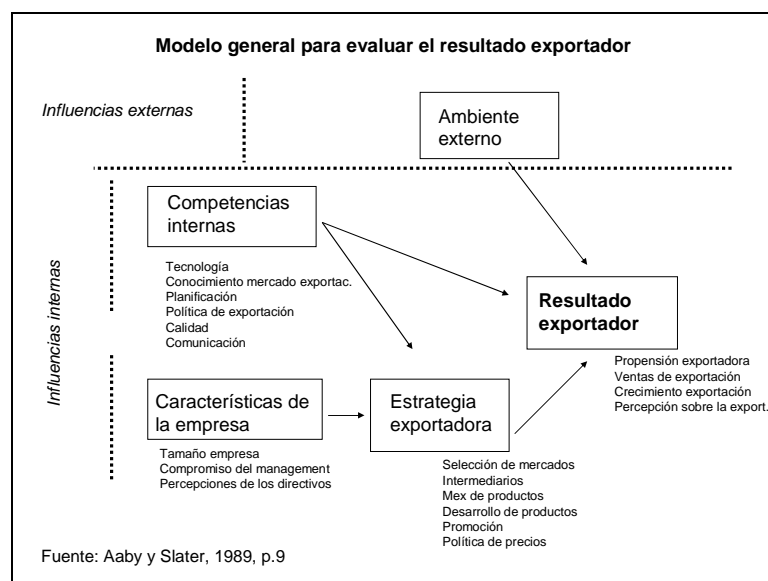 Modelo general para evaluar el resultado exportador
Influencias externas
Ambiente
externo
Influencias internas
Competencias
internas
Tecnología
Conocimiento mercado exportac.
Planificación
Política de exportación
Calidad
Comunicación
Resultado
exportador
Propensión exportadora
Ventas de exportación
Crecimiento exportación
Percepción sobre la export.
Característícas de
la empresa
Tamaño empresa
Compromiso del management
Percepciones de los directivos
Estrategia
exportadora
Selección de mercados
Intermediarios
Mex de productos
Desarrollo de productos
Promoción
Política de precios
Fuente: Aaby y Slater, 1989, p.9